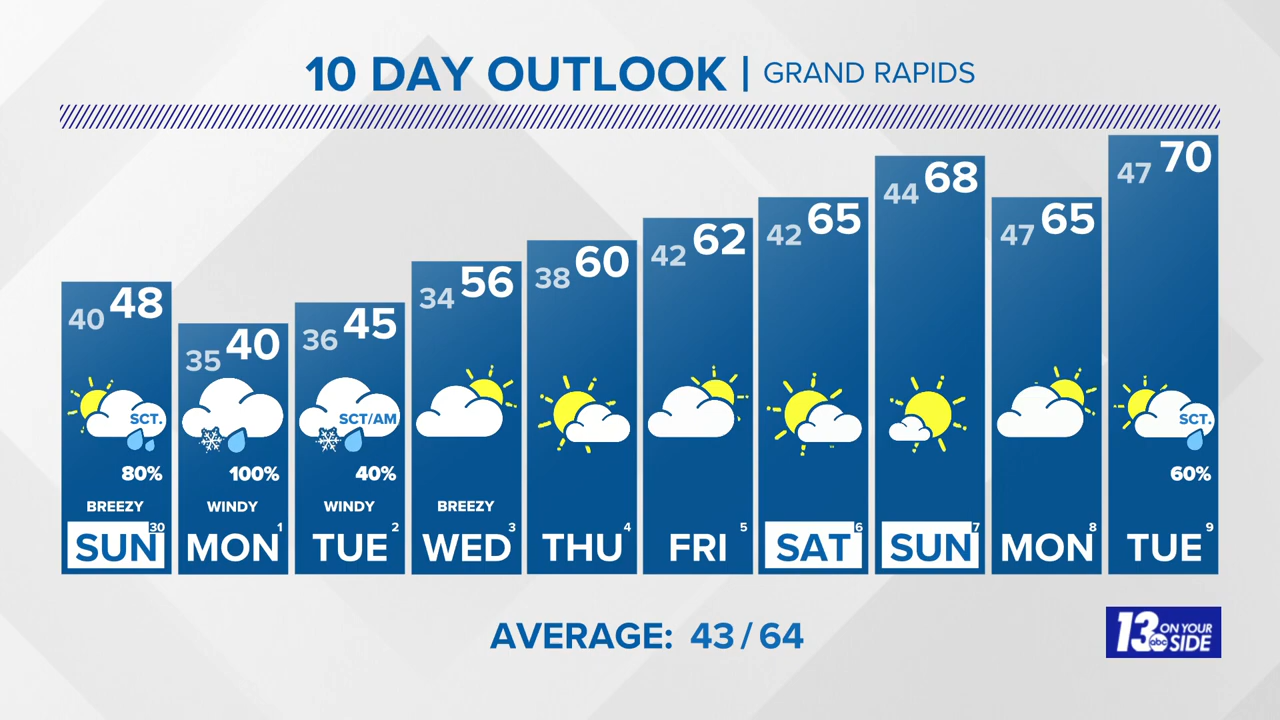 10 DAY OUTLOOK | GRAND RAPIDS
40 48
35 40
36 45
34 56
38 60
42 62
42 65
44 68
47 65
47 70
SCT.
SCT/AM
SCT.
80%
100%
40%
60%
BREEZY
WINDY
WINDY
BREEZY
SUN 30
MON 1
TUE 2
WED 3
THU 4
FRI 5
SAT 6
SUN 7
MON 8
TUE 9
AVERAGE: 43 / 64
13 abc ON YOUR SIDE